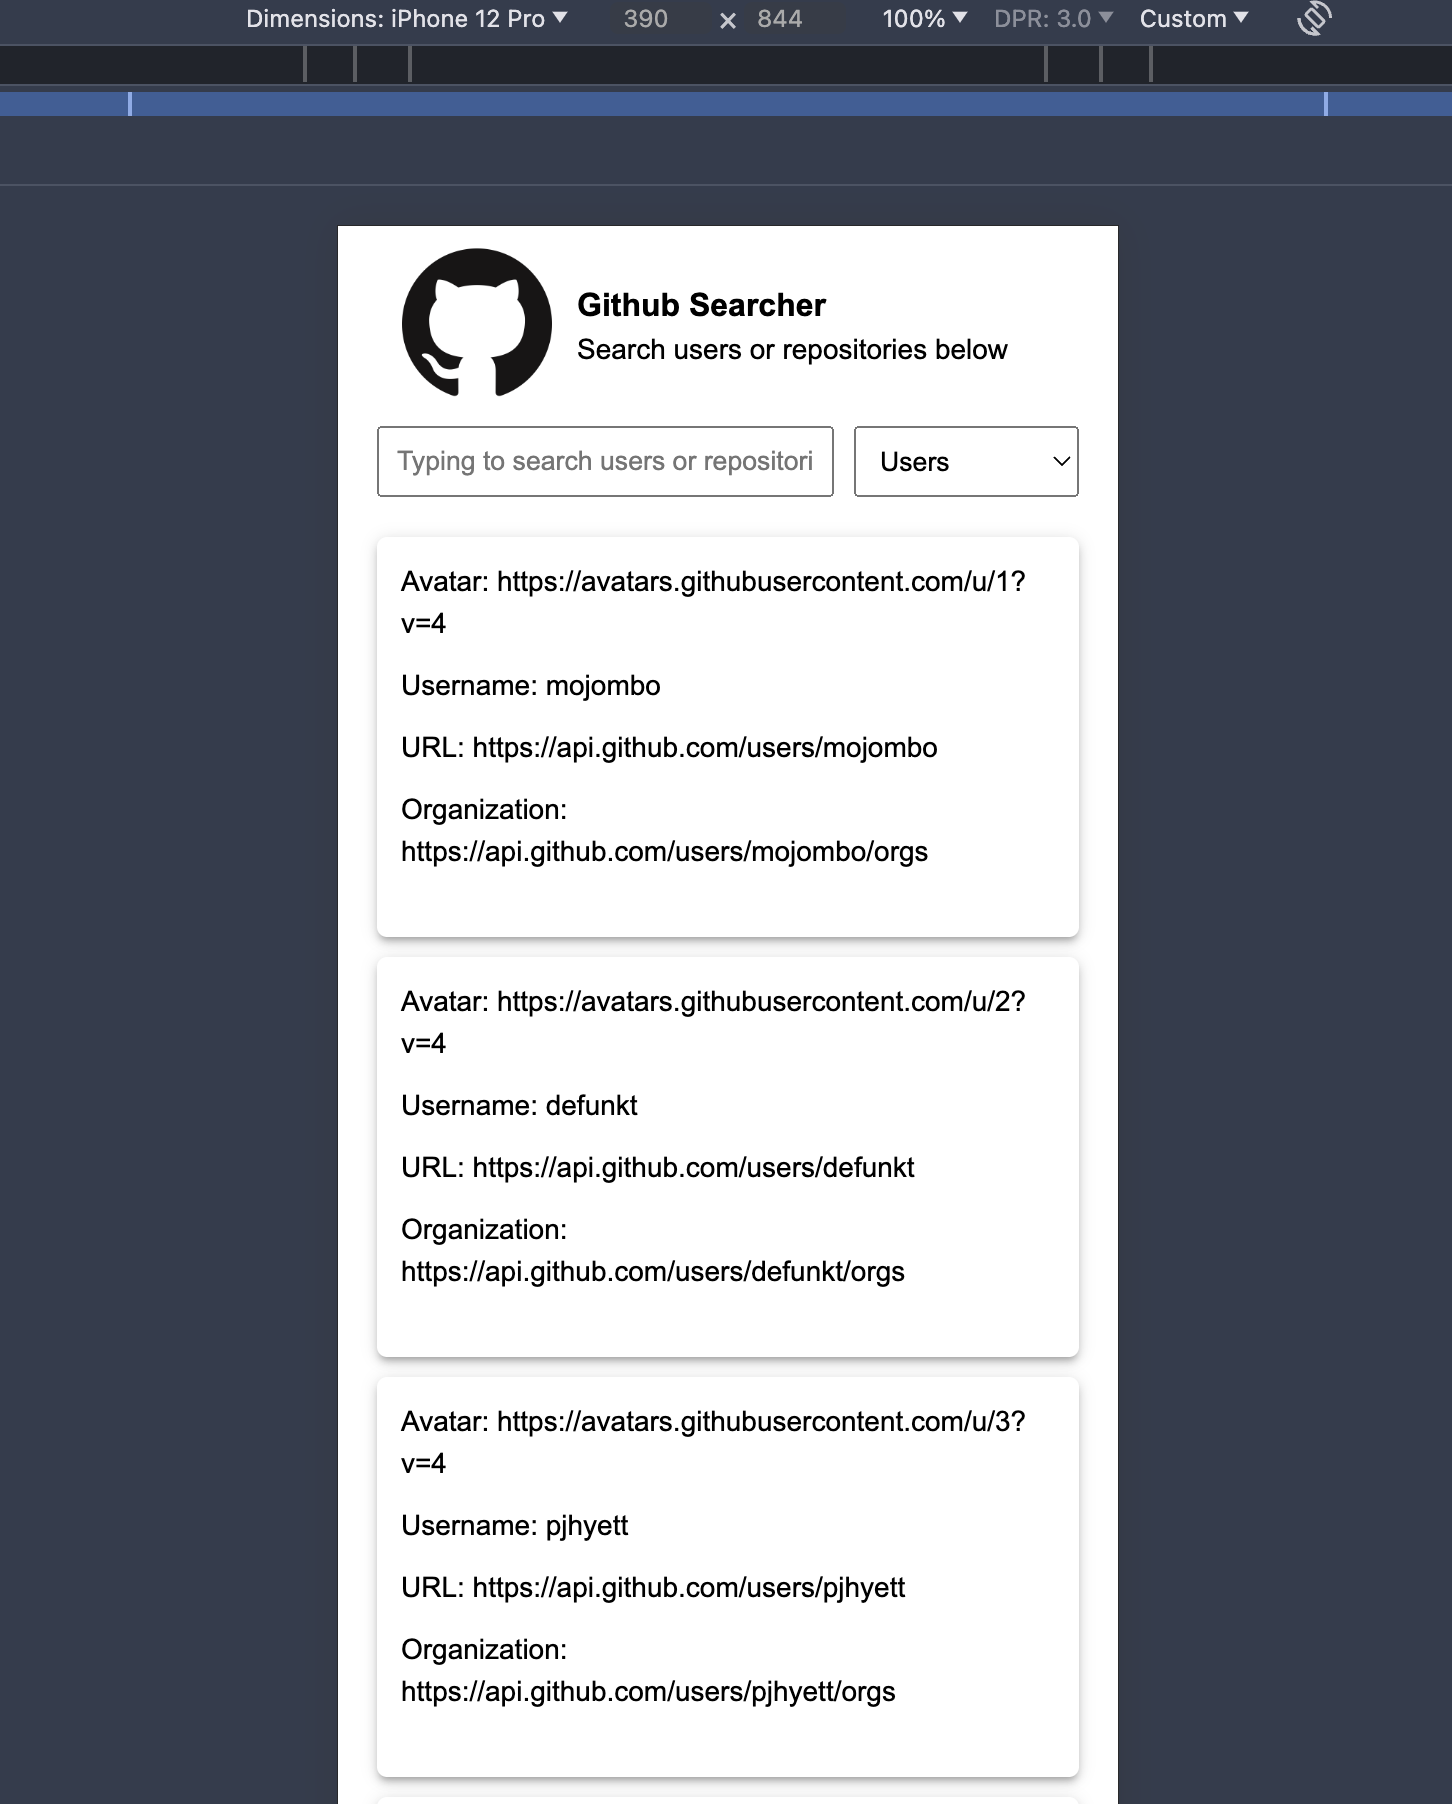 Dimensions: iPhone 12 Pro ▼ 390 × 844 100% ▼ DPR: 3.0 ▼ Custom ▼
Github Searcher
Search users or repositories below
Typing to search users or repositori
Users
Avatar: https://avatars.githubusercontent.com/u/1?
v=4
Username: mojombo
URL: https://api.github.com/users/mojombo
Organization:
https://api.github.com/users/mojombo/orgs
Avatar: https://avatars.githubusercontent.com/u/2?
v=4
Username: defunkt
URL: https://api.github.com/users/defunkt
Organization:
https://api.github.com/users/defunkt/orgs
Avatar: https://avatars.githubusercontent.com/u/3?
v=4
Username: pjhyett
URL: https://api.github.com/users/pjhyett
Organization:
https://api.github.com/users/pjhyett/orgs